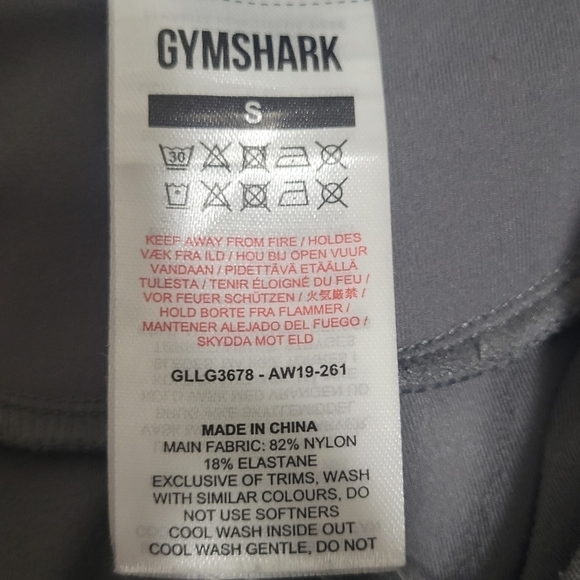 GYMSHARK
S
30
KEEP AWAY FROM FIRE / HOLDES
VÆK FRA ILD / HOU BIJ OPEN VUUR
VANDAAN / PIDETTÄVÄ ETÄÄLLÄ
TULESTA / TENIR ÉLOIGNÉ DU FEU /
VOR FEUER SCHÜTZEN / 火気厳禁 /
HOLD BORTE FRA FLAMMER /
MANTENER ALEJADO DEL FUEGO /
SKYDDA MOT ELD
GLLG3678 - AW19-261
MADE IN CHINA
MAIN FABRIC: 82% NYLON
18% ELASTANE
EXCLUSIVE OF TRIMS, WASH
WITH SIMILAR COLOURS, DO
NOT USE SOFTNERS
COOL WASH INSIDE OUT
COOL WASH GENTLE, DO NOT